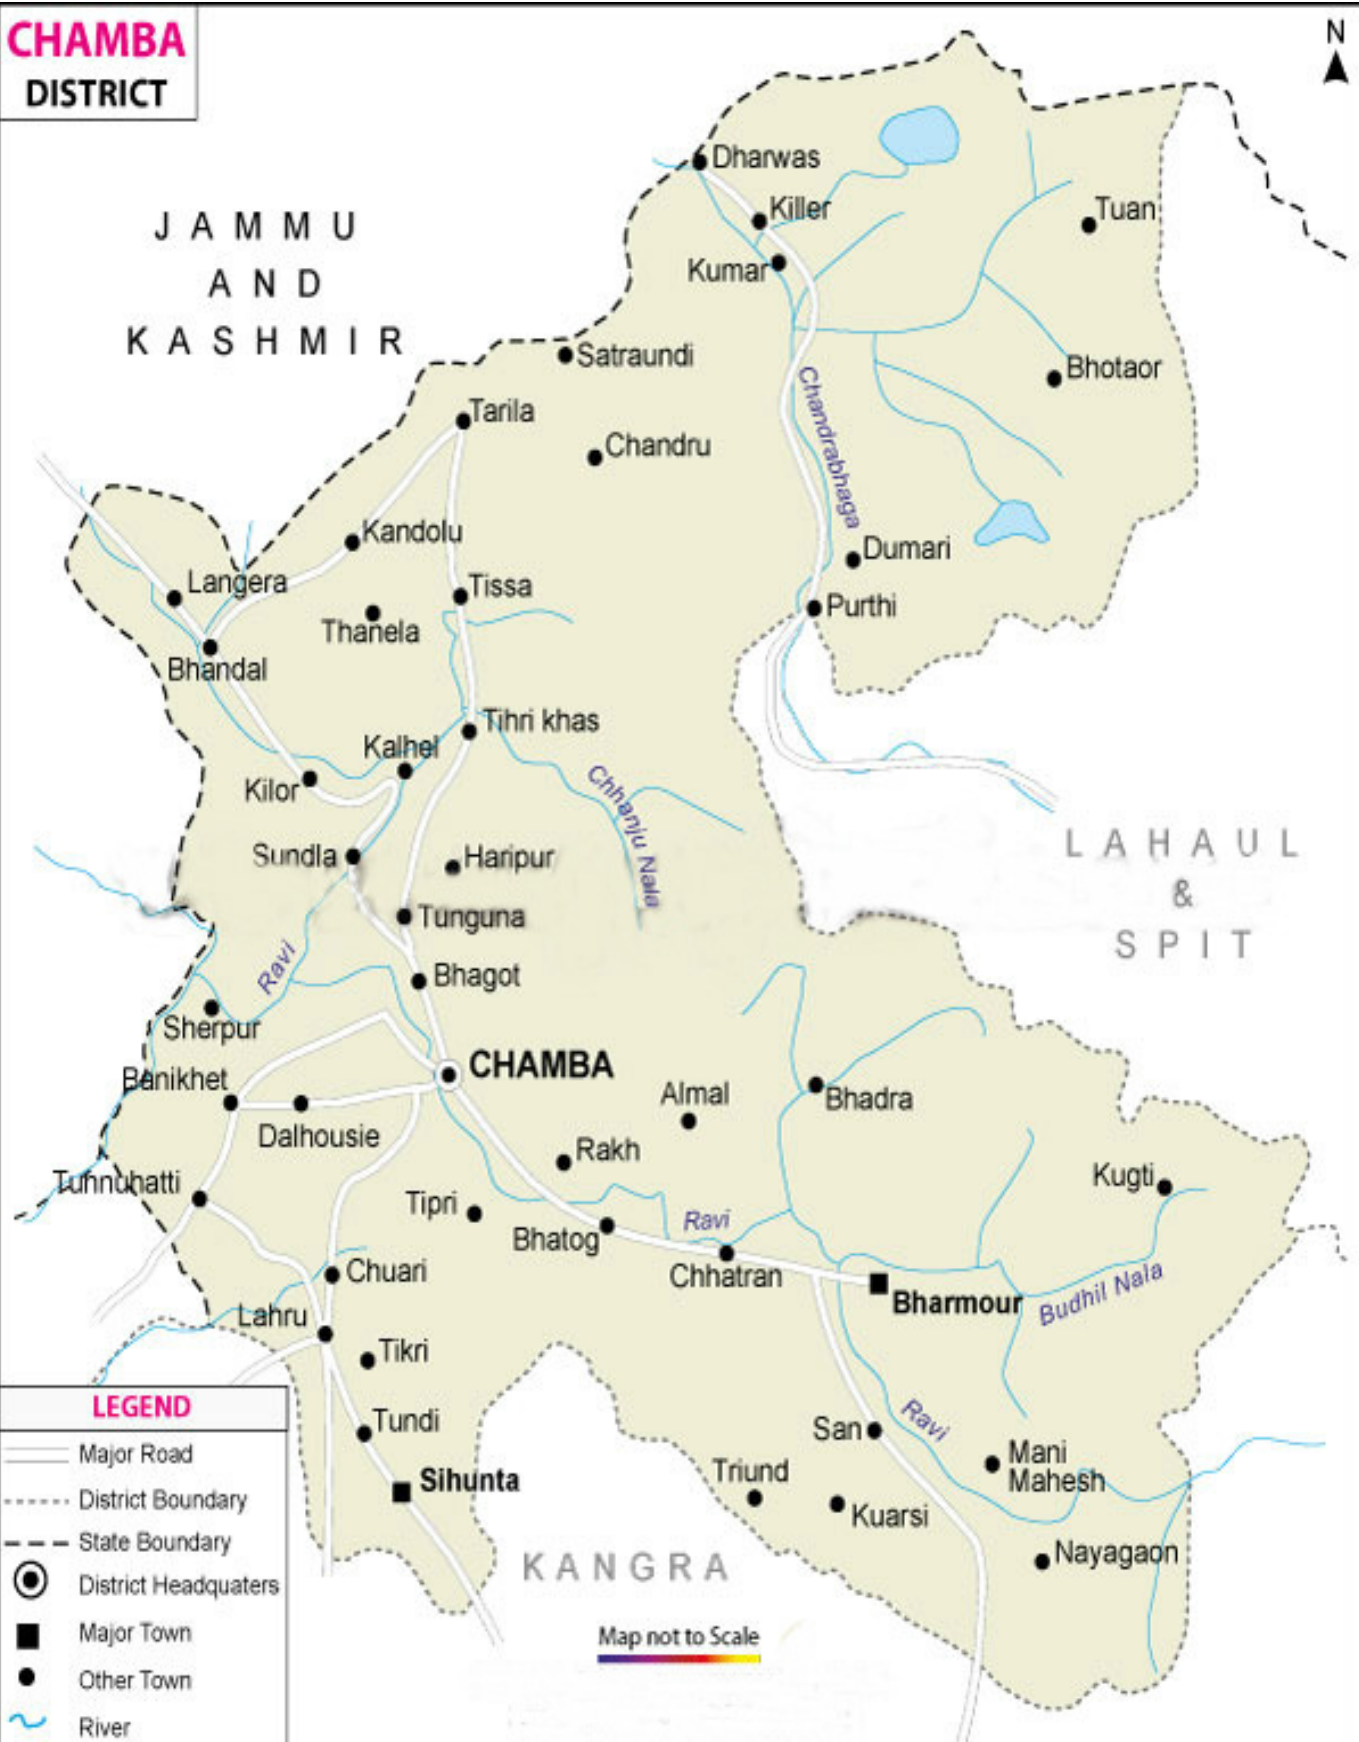 CHAMBA
DISTRICT
N
JAMMU
AND
KASHMIR
Dharwas
Killer
Tuan
Kumar
Satraundi
Bhotaor
Tarila
Chandru
Chandrabhaga
Kandolu
Dumari
Langera
Tissa
Purthi
Thanela
Bhandal
Tihri khas
Kalhel
Kilor
Chhanju Nala
LAHAUL
&
SPIT
Sundla
Haripur
Tunguna
Ravi
Bhagot
Sherpur
CHAMBA
Banikhet
Almal
Bhadra
Dalhousie
Rakh
Kugti
Tuhnuhatti
Tipri
Ravi
Bhatog
Chhatran
Chuari
Bharmour
Budhil Nala
Lahru
Tikri
Tundi
San
Ravi
Mani
Mahesh
Sihunta
Triund
Kuarsi
Nayagaon
KANGRA
Map not to Scale
LEGEND
Major Road
District Boundary
State Boundary
District Headquaters
Major Town
Other Town
River